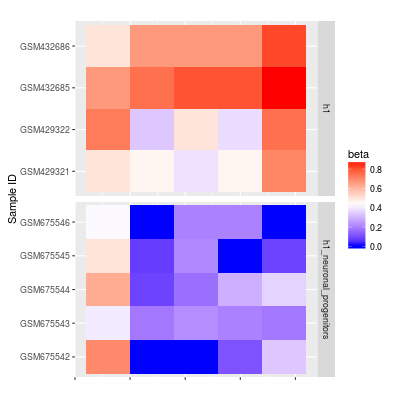 GSM432686
GSM432685
GSM429322
GSM429321
h1
GSM675546
GSM675545
GSM675544
GSM675543
GSM675542
h1_neuronal_progenitors
Sample ID
beta
0.8
0.6
0.4
0.2
0.0